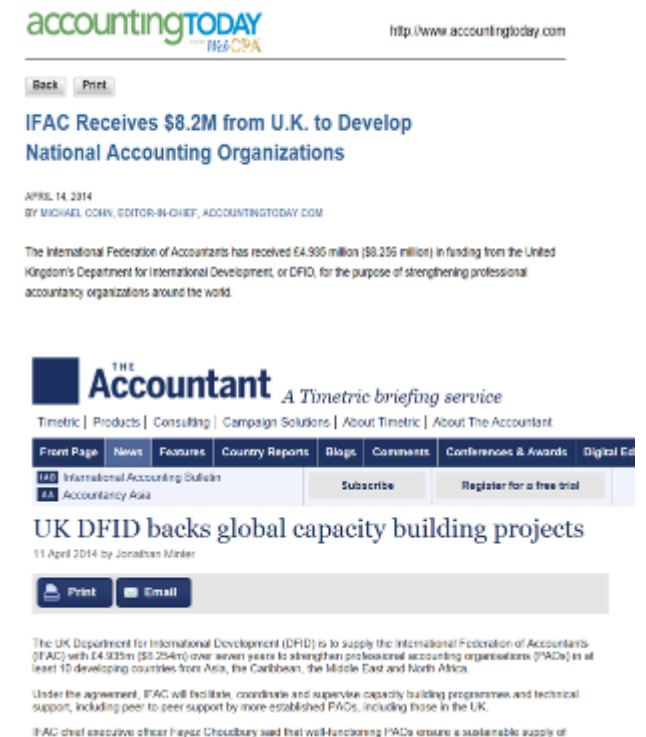 accountingTODAY
WebCPA
http://www.accountingtoday.com
Back Print
IFAC Receives $8.2M from U.K. to Develop
National Accounting Organizations
APRIL 14, 2014
BY MICHAEL COHN, EDITOR-IN-CHIEF, ACCOUNTINGTODAY.COM
The International Federation of Accountants has received £4.935 million ($8.256 million) in funding from the United
Kingdom's Department for International Development, or DFID, for the purpose of strengthening professional
accountancy organizations around the world.
THE
Accountant A Timetric briefing service
Timetric | Products | Consulting | Campaign Solutions | About Timetric | About The Accountant
Front Page News Features Country Reports Blogs Comments Conferences & Awards Digital Ed
IAB International Accounting Bulletin
AA Accountancy Asia
Subscribe Register for a free trial
UK DFID backs global capacity building projects
11 April 2014 by Jonathan Minter
Print Email
The UK Department for International Development (DFID) is to supply the International Federation of Accountants
(IFAC) with £4.935m ($8.254m) over seven years to strengthen professional accounting organisations (PAOs) in at
least 10 developing countries from Asia, the Caribbean, the Middle East and North Africa.
Under the agreement, IFAC will facilitate, coordinate and supervise capacity building programmes and technical
support, including peer to peer support by more established PAOs, including those in the UK.
IFAC chief executive officer Fayez Choudhury said that well-functioning PAOs ensure a sustainable supply of